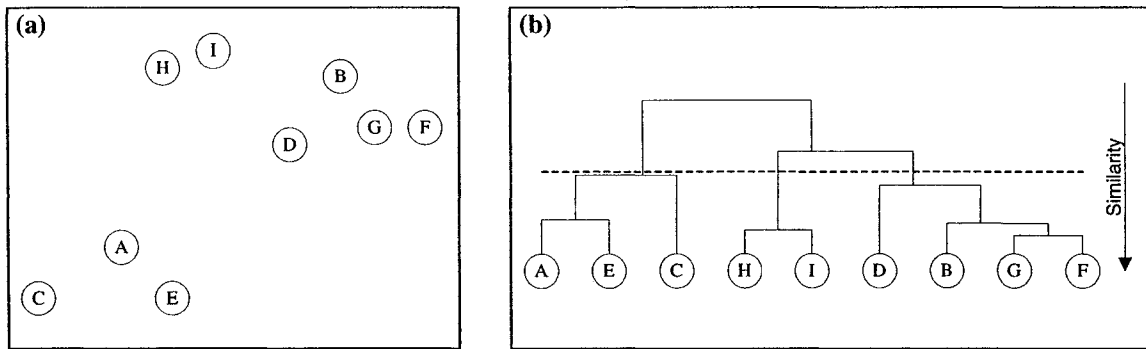 (a)
H I B
G F
D
A
C E
(b)
Similarity
A E C H I D B G F